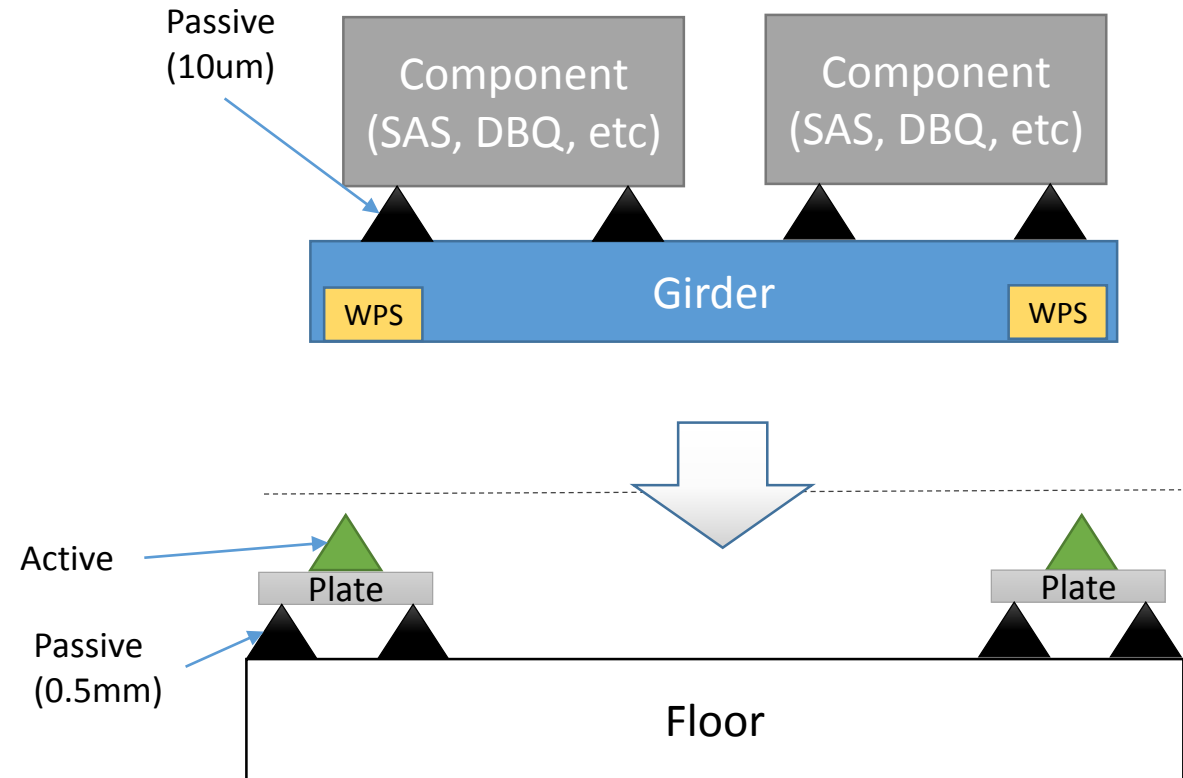 Passive
(10um)
Component
(SAS, DBQ, etc)
Component
(SAS, DBQ, etc)
Girder
WPS
WPS
Active
Plate
Plate
Passive
(0.5mm)
Floor